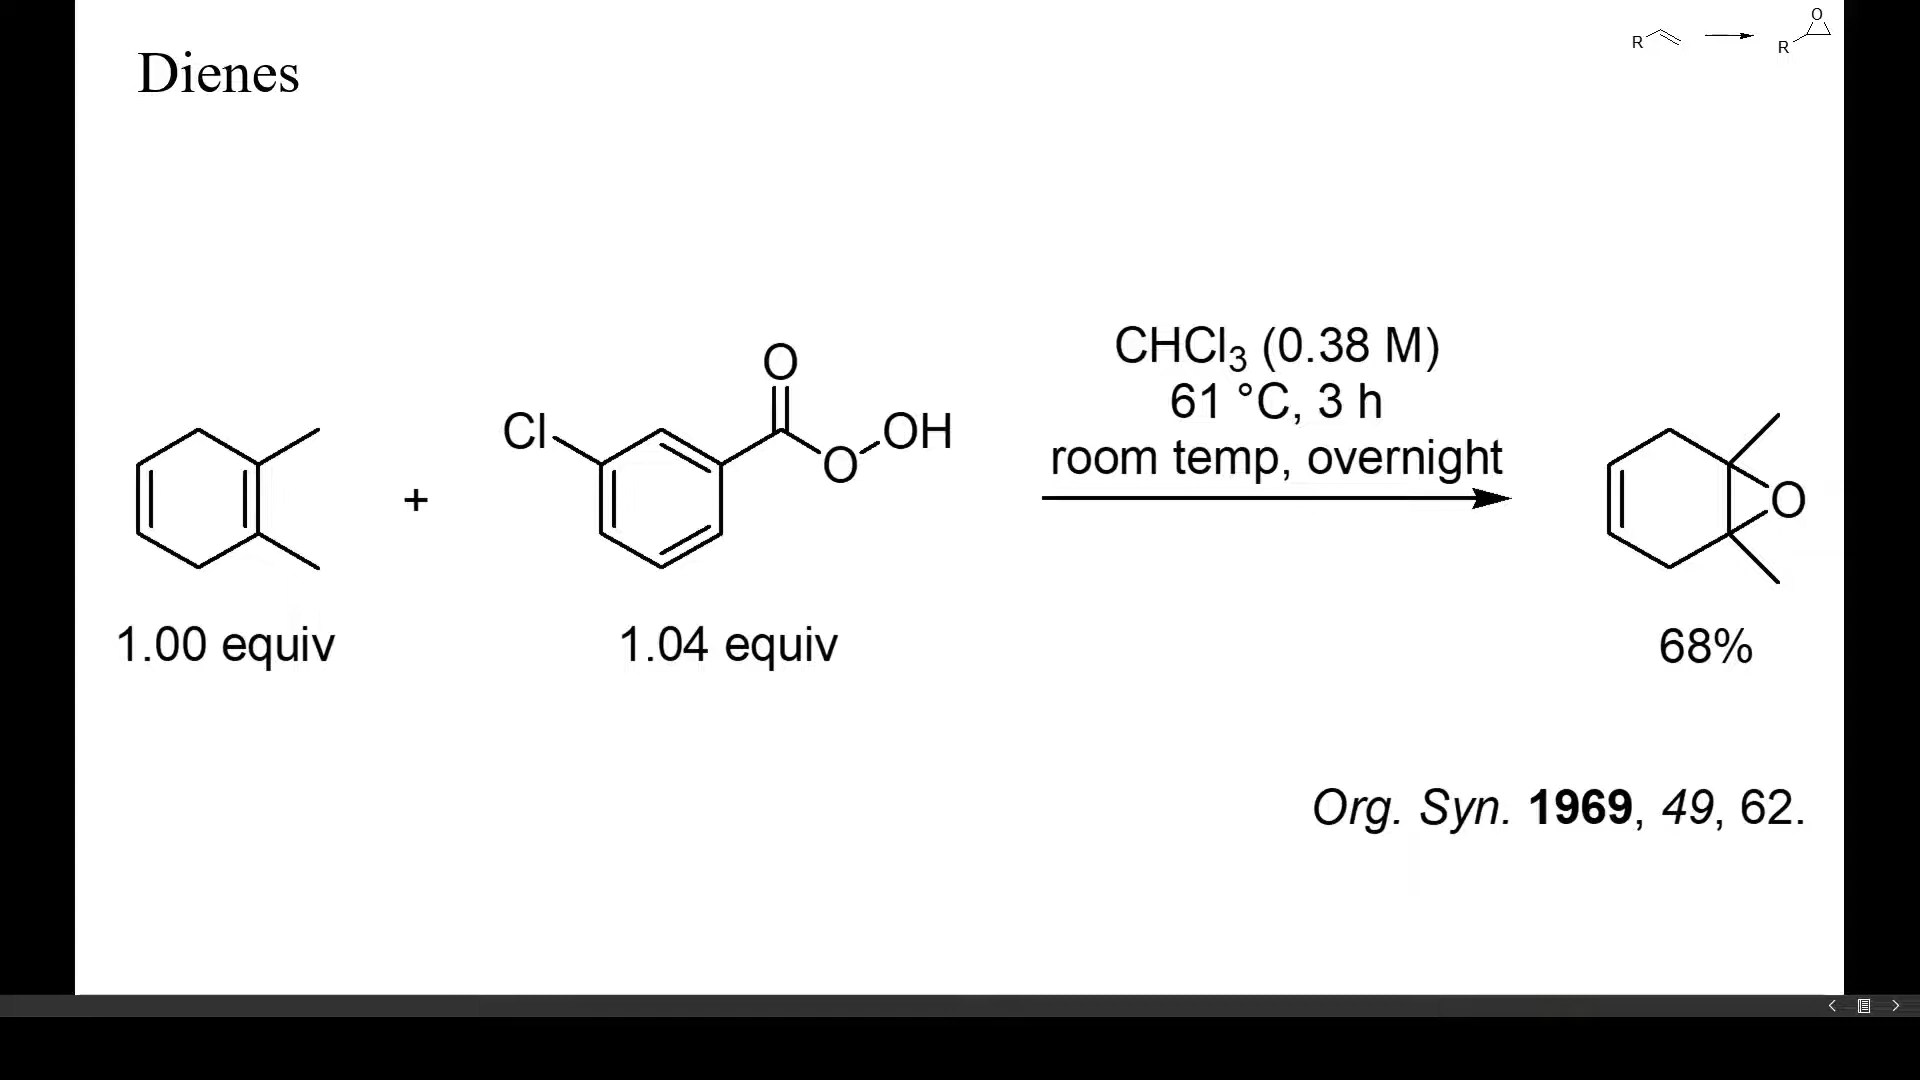 Dienes
R
O
R
CHCl₃ (0.38 M)
61 °C, 3 h
room temp, overnight
O
Cl
OH
O
+
O
1.00 equiv
1.04 equiv
68%
Org. Syn. 1969, 49, 62.